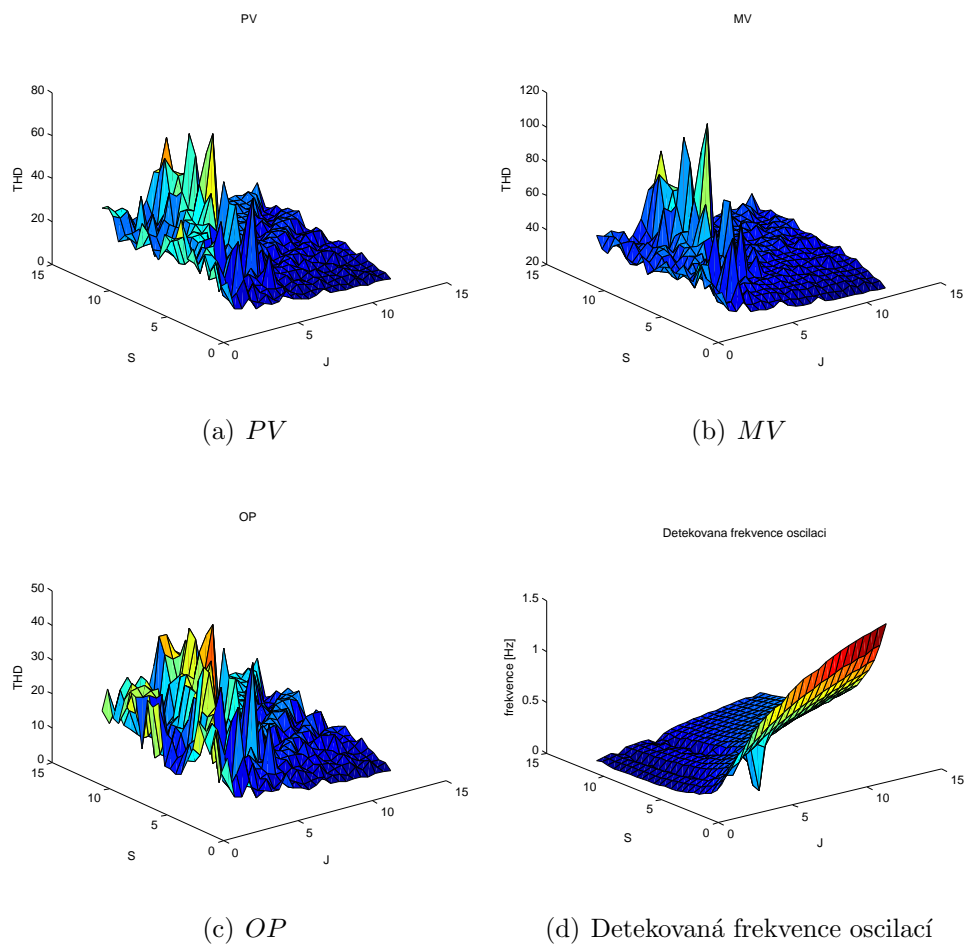 PV
80
60
40
20
0
THD
15
10
5
0
S
0
5
10
15
J
(a) PV
MV
120
100
80
60
40
20
THD
15
10
5
0
S
0
5
10
15
J
(b) MV
OP
50
40
30
20
10
0
THD
15
10
5
0
S
0
5
10
15
J
(c) OP
Detekovana frekvence oscilaci
1.5
1
0.5
0
frekvence [Hz]
15
10
5
0
S
0
5
10
15
J
(d) Detekovaná frekvence oscilací